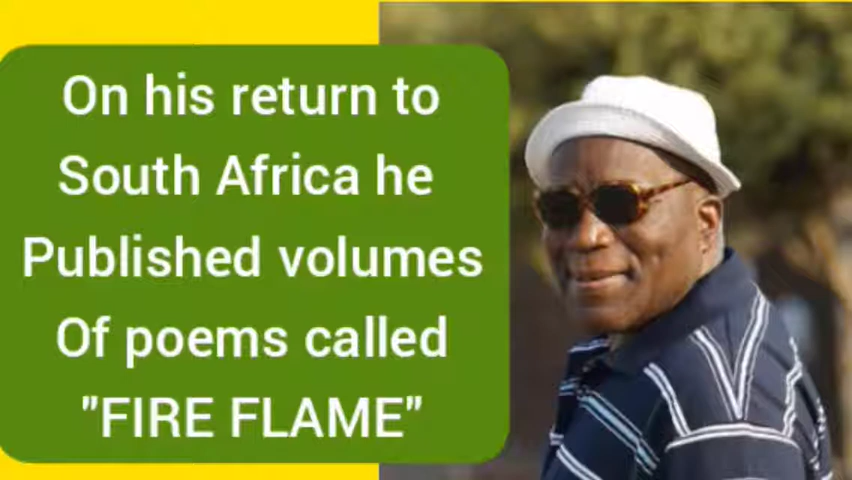 On his return to
South Africa he
Published volumes
Of poems called
"FIRE FLAME"